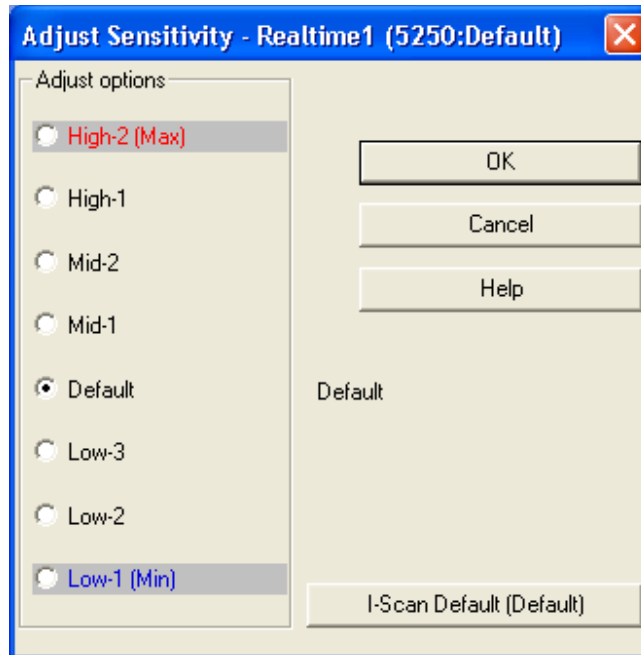 Adjust Sensitivity - Realtime1 (5250:Default)
Adjust options
High-2 (Max)
High-1
Mid-2
Mid-1
Default
Low-3
Low-2
Low-1 (Min)
OK
Cancel
Help
Default
I-Scan Default (Default)